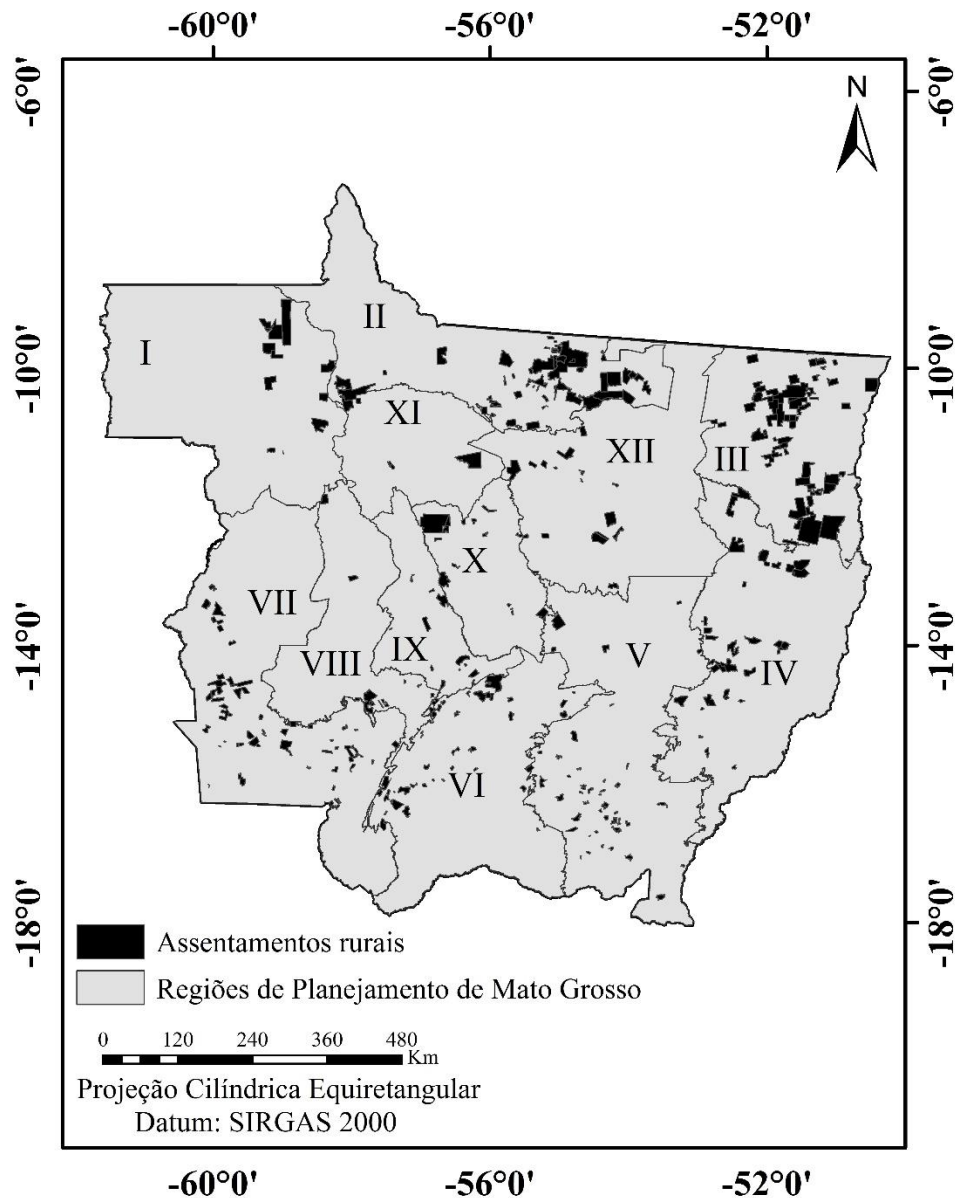 -60°0' -56°0' -52°0'
-6°0' -6°0'
N
II
I
-10°0' -10°0'
XI
XII
III
X
VII
V
-14°0' -14°0'
IX
VIII
IV
VI
-18°0' -18°0'
Assentamentos rurais
Regiões de Planejamento de Mato Grosso
0 120 240 360 480
Km
Projeção Cilíndrica Equiretangular
Datum: SIRGAS 2000
-60°0' -56°0' -52°0'